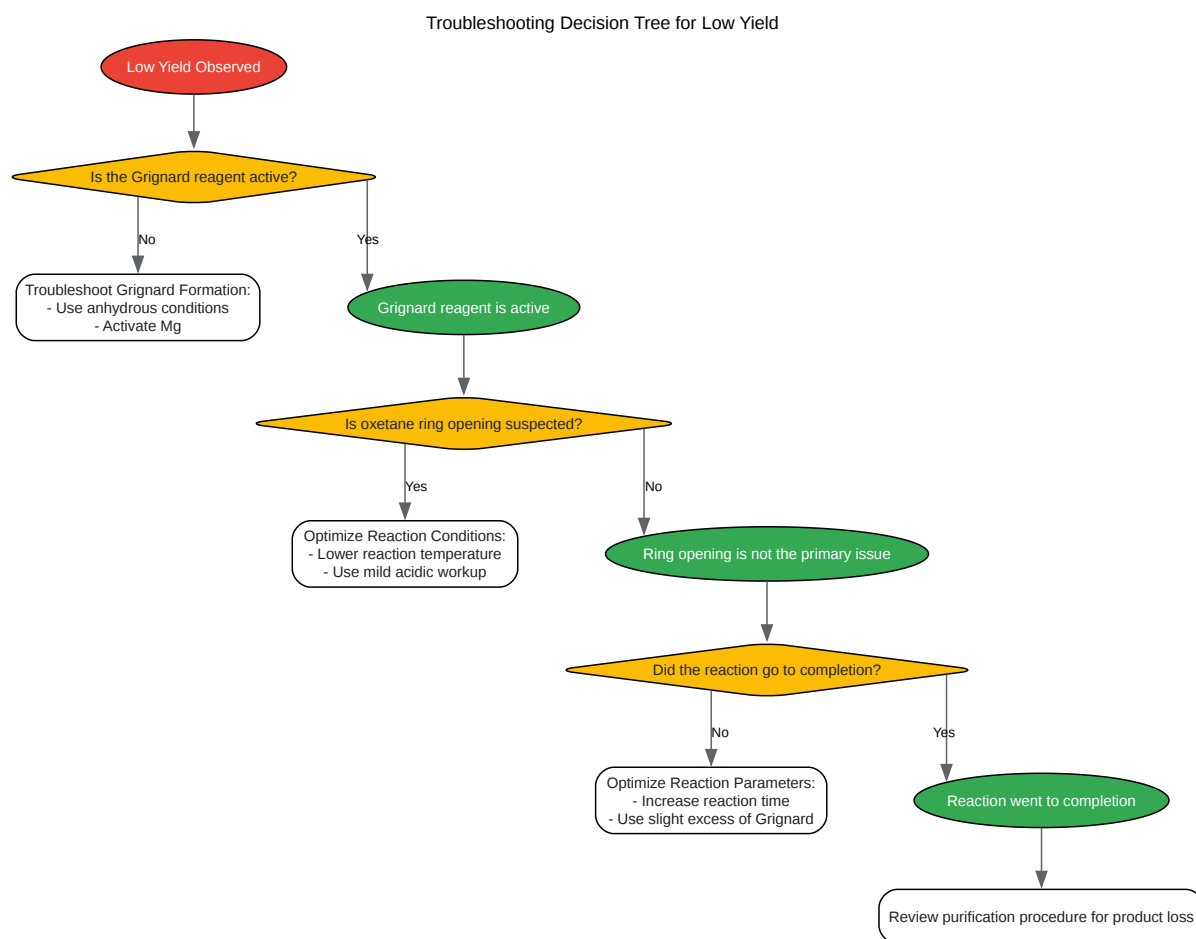 Troubleshooting Decision Tree for Low Yield
Low Yield Observed
Is the Grignard reagent active?
No
Yes
Troubleshoot Grignard Formation:
- Use anhydrous conditions
- Activate Mg
Grignard reagent is active
Is oxetane ring opening suspected?
Yes
No
Optimize Reaction Conditions:
- Lower reaction temperature
- Use mild acidic workup
Ring opening is not the primary issue
Did the reaction go to completion?
No
Yes
Optimize Reaction Parameters:
- Increase reaction time
- Use slight excess of Grignard
Reaction went to completion
Review purification procedure for product loss